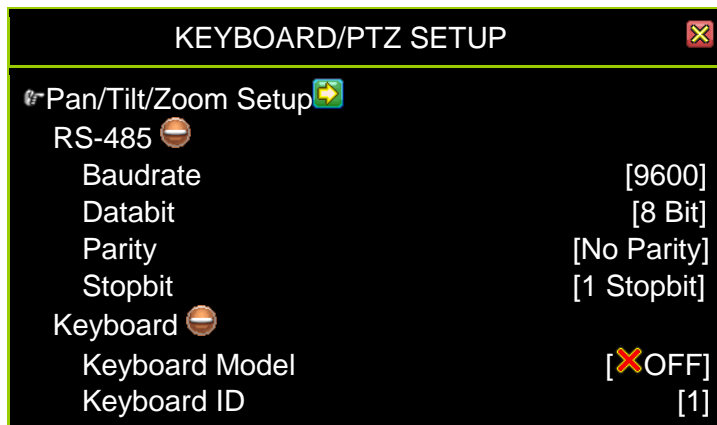 KEYBOARD/PTZ SETUP
Pan/Tilt/Zoom Setup
RS-485
Baudrate [9600]
Databit [8 Bit]
Parity [No Parity]
Stopbit [1 Stopbit]
Keyboard
Keyboard Model [OFF]
Keyboard ID [1]